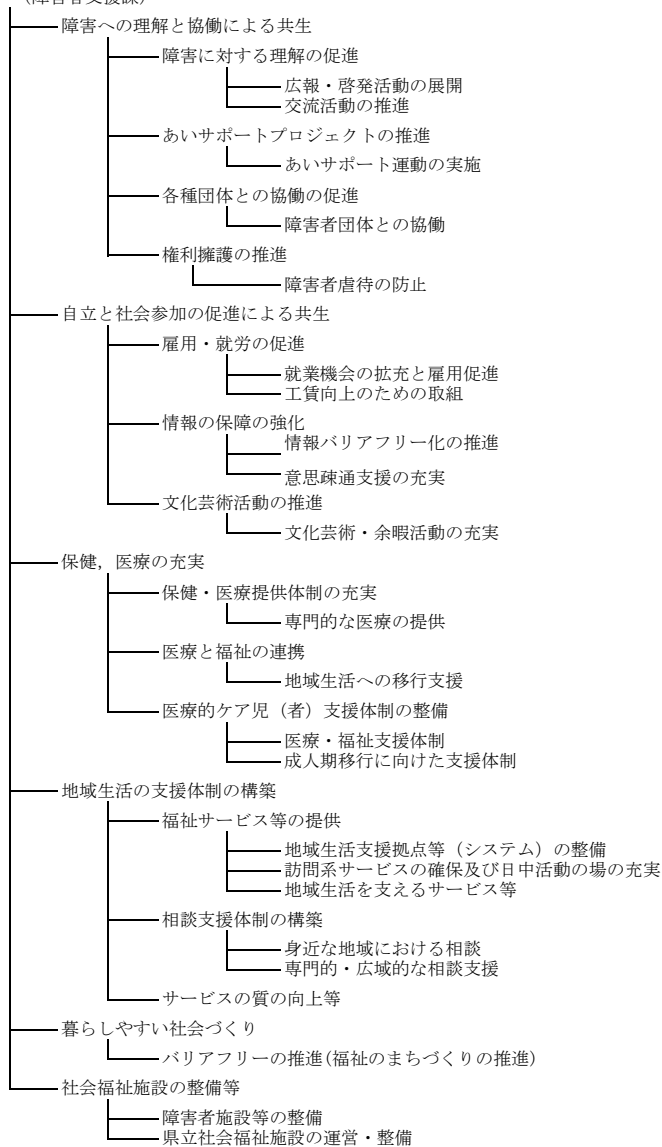 （障害者支援課）
障害への理解と協働による共生
障害に対する理解の促進
広報・啓発活動の展開
交流活動の推進
あいサポートプロジェクトの推進
あいサポート運動の実施
各種団体との協働の促進
障害者団体との協働
権利擁護の推進
障害者虐待の防止
自立と社会参加の促進による共生
雇用・就労の促進
就業機会の拡充と雇用促進
工賃向上のための取組
情報の保障の強化
情報バリアフリー化の推進
意思疎通支援の充実
文化芸術活動の推進
文化芸術・余暇活動の充実
保健，医療の充実
保健・医療提供体制の充実
専門的な医療の提供
医療と福祉の連携
地域生活への移行支援
医療的ケア児（者）支援体制の整備
医療・福祉支援体制
成人期移行に向けた支援体制
地域生活の支援体制の構築
福祉サービス等の提供
地域生活支援拠点等（システム）の整備
訪問系サービスの確保及び日中活動の場の充実
地域生活を支えるサービス等
相談支援体制の構築
身近な地域における相談
専門的・広域的な相談支援
サービスの質の向上等
暮らしやすい社会づくり
バリアフリーの推進(福祉のまちづくりの推進)
社会福祉施設の整備等
障害者施設等の整備
県立社会福祉施設の運営・整備